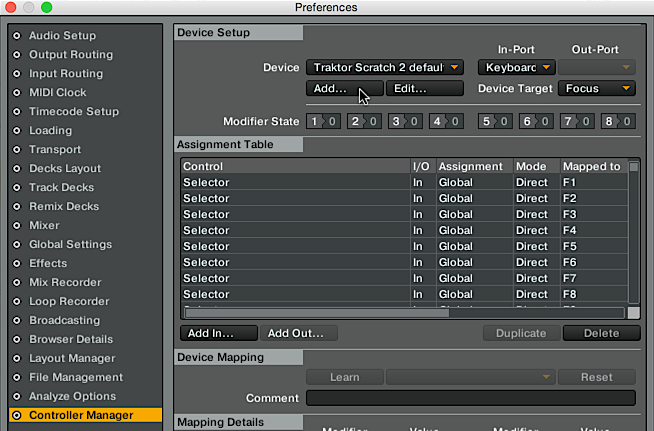 Preferences
Audio Setup
Output Routing
Input Routing
MIDI Clock
Timecode Setup
Loading
Transport
Decks Layout
Track Decks
Remix Decks
Mixer
Global Settings
Effects
Mix Recorder
Loop Recorder
Broadcasting
Browser Details
Layout Manager
File Management
Analyze Options
Controller Manager
Device Setup
In-Port Out-Port
Device Traktor Scratch 2 defaul Keyboarc
Add... Edit... Device Target Focus
Modifier State 1 0 2 0 3 0 4 0 5 0 6 0 7 0 8 0
Assignment Table
Control I/O Assignment Mode Mapped to
Selector In Global Direct F1
Selector In Global Direct F2
Selector In Global Direct F3
Selector In Global Direct F4
Selector In Global Direct F5
Selector In Global Direct F6
Selector In Global Direct F7
Selector In Global Direct F8
Add In... Add Out... Duplicate Delete
Device Mapping
Learn Reset
Comment
Mapping Details
Modifier Value Modifier Value